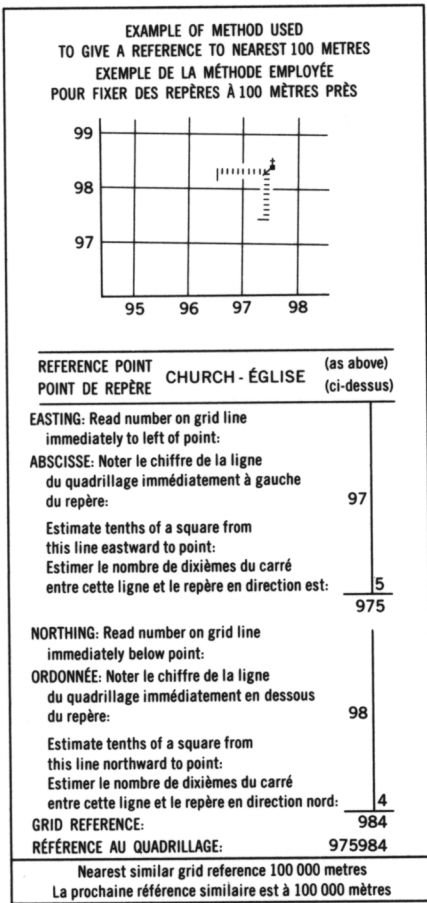 EXAMPLE OF METHOD USED
TO GIVE A REFERENCE TO NEAREST 100 METRES
EXEMPLE DE LA MÉTHODE EMPLOYÉE
POUR FIXER DES REPÈRES À 100 MÈTRES PRÈS
99
98
97
95 96 97 98
REFERENCE POINT
POINT DE REPÈRE
CHURCH - ÉGLISE
(as above)
(ci-dessus)
EASTING: Read number on grid line
immediately to left of point:
ABSCISSE: Noter le chiffre de la ligne
du quadrillage immédiatement à gauche
du repère: 97
Estimate tenths of a square from
this line eastward to point:
Estimer le nombre de dixièmes du carré
entre cette ligne et le repère en direction est: 5
975
NORTHING: Read number on grid line
immediately below point:
ORDONNÉE: Noter le chiffre de la ligne
du quadrillage immédiatement en dessous
du repère: 98
Estimate tenths of a square from
this line northward to point:
Estimer le nombre de dixièmes du carré
entre cette ligne et le repère en direction nord: 4
GRID REFERENCE: 984
RÉFÉRENCE AU QUADRILLAGE: 975984
Nearest similar grid reference 100 000 metres
La prochaine référence similaire est à 100 000 mètres